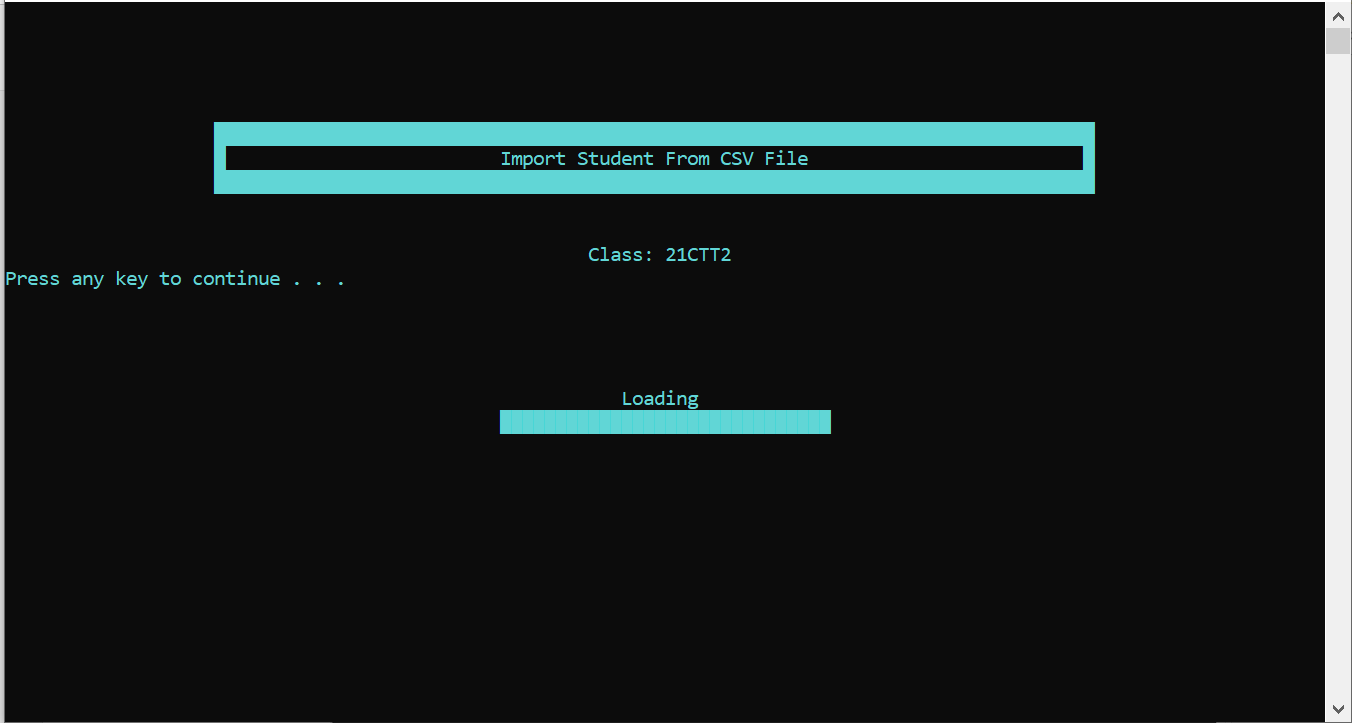 Import Student From CSV File
Class: 21CTT2
Press any key to continue . . .
Loading